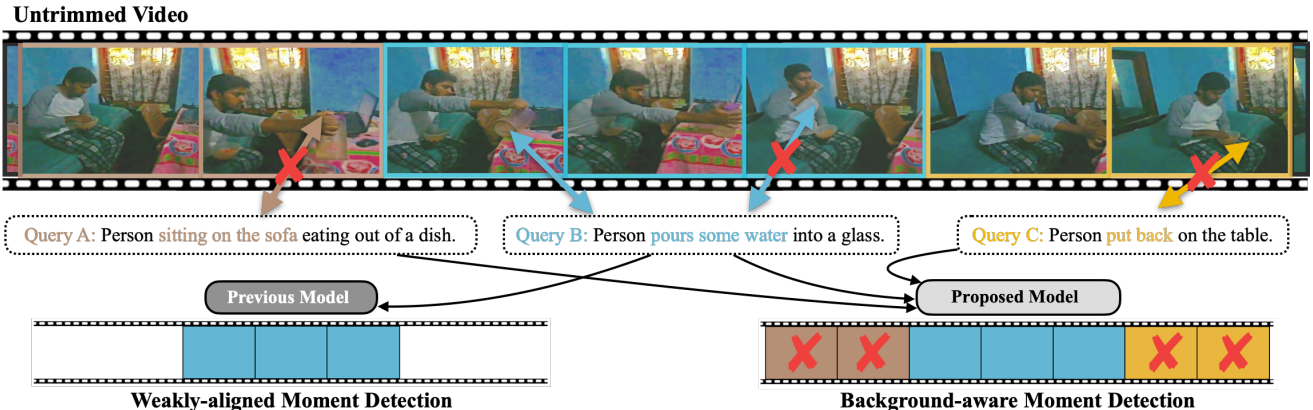 Untrimmed Video
Query A: Person sitting on the sofa eating out of a dish.
Query B: Person pours some water into a glass.
Query C: Person put back on the table.
Previous Model
Proposed Model
Weakly-aligned Moment Detection
Background-aware Moment Detection